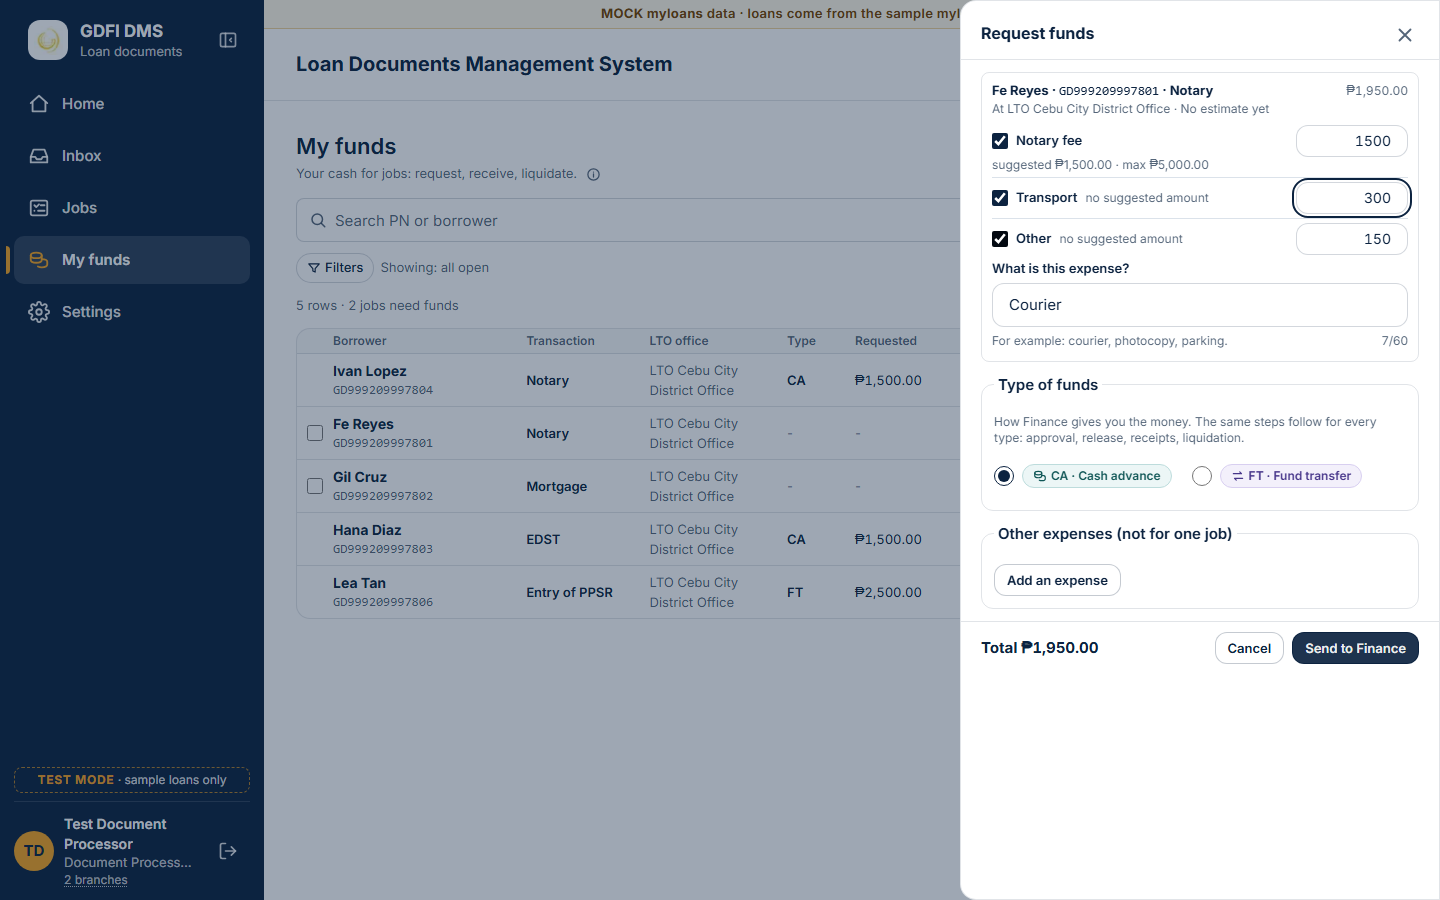 GDFI DMS
Loan documents
Home
Inbox
Jobs
My funds
Settings
TEST MODE · sample loans only
TD
Test Document
Processor
Document Process...
2 branches
MOCK myloans data · loans come from the sample myl
Loan Documents Management System
My funds
Your cash for jobs: request, receive, liquidate.
Search PN or borrower
Filters
Showing: all open
5 rows · 2 jobs need funds
Borrower Transaction LTO office Type Requested
Ivan Lopez
GD999209997804
Notary
LTO Cebu City
District Office
CA
₱1,500.00
Fe Reyes
GD999209997801
Notary
LTO Cebu City
District Office
-
-
Gil Cruz
GD999209997802
Mortgage
LTO Cebu City
District Office
-
-
Hana Diaz
GD999209997803
EDST
LTO Cebu City
District Office
CA
₱1,500.00
Lea Tan
GD999209997806
Entry of PPSR
LTO Cebu City
District Office
FT
₱2,500.00
Request funds
Fe Reyes · GD999209997801 · Notary ₱1,950.00
At LTO Cebu City District Office · No estimate yet
Notary fee 1500
suggested ₱1,500.00 · max ₱5,000.00
Transport no suggested amount 300
Other no suggested amount 150
What is this expense?
Courier
For example: courier, photocopy, parking. 7/60
Type of funds
How Finance gives you the money. The same steps follow for every
type: approval, release, receipts, liquidation.
CA · Cash advance
FT · Fund transfer
Other expenses (not for one job)
Add an expense
Total ₱1,950.00
Cancel
Send to Finance